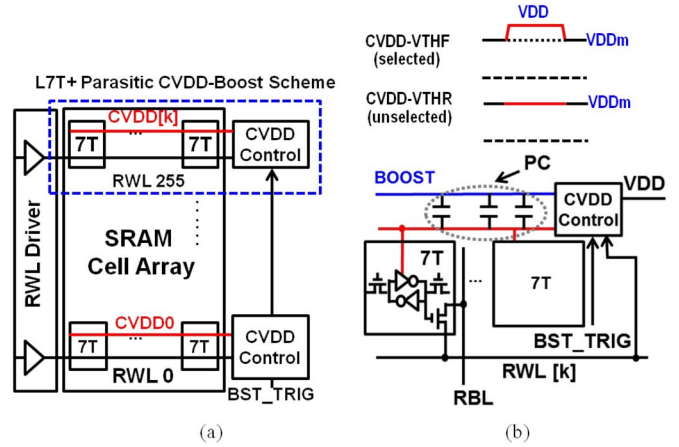 (a)
L7T+ Parasitic CVDD-Boost Scheme
CVDD[k]
7T
...
7T
CVDD
Control
RWL 255
RWL Driver
SRAM
Cell Array
CVDD0
7T
...
7T
CVDD
Control
RWL 0
BST_TRIG
(a)
(b)
VDD
CVDD-VTHF
(selected)
VDDm
CVDD-VTHR
(unselected)
VDDm
PC
BOOST
CVDD
Control
VDD
7T
...
7T
BST_TRIG
RWL [k]
RBL
(b)